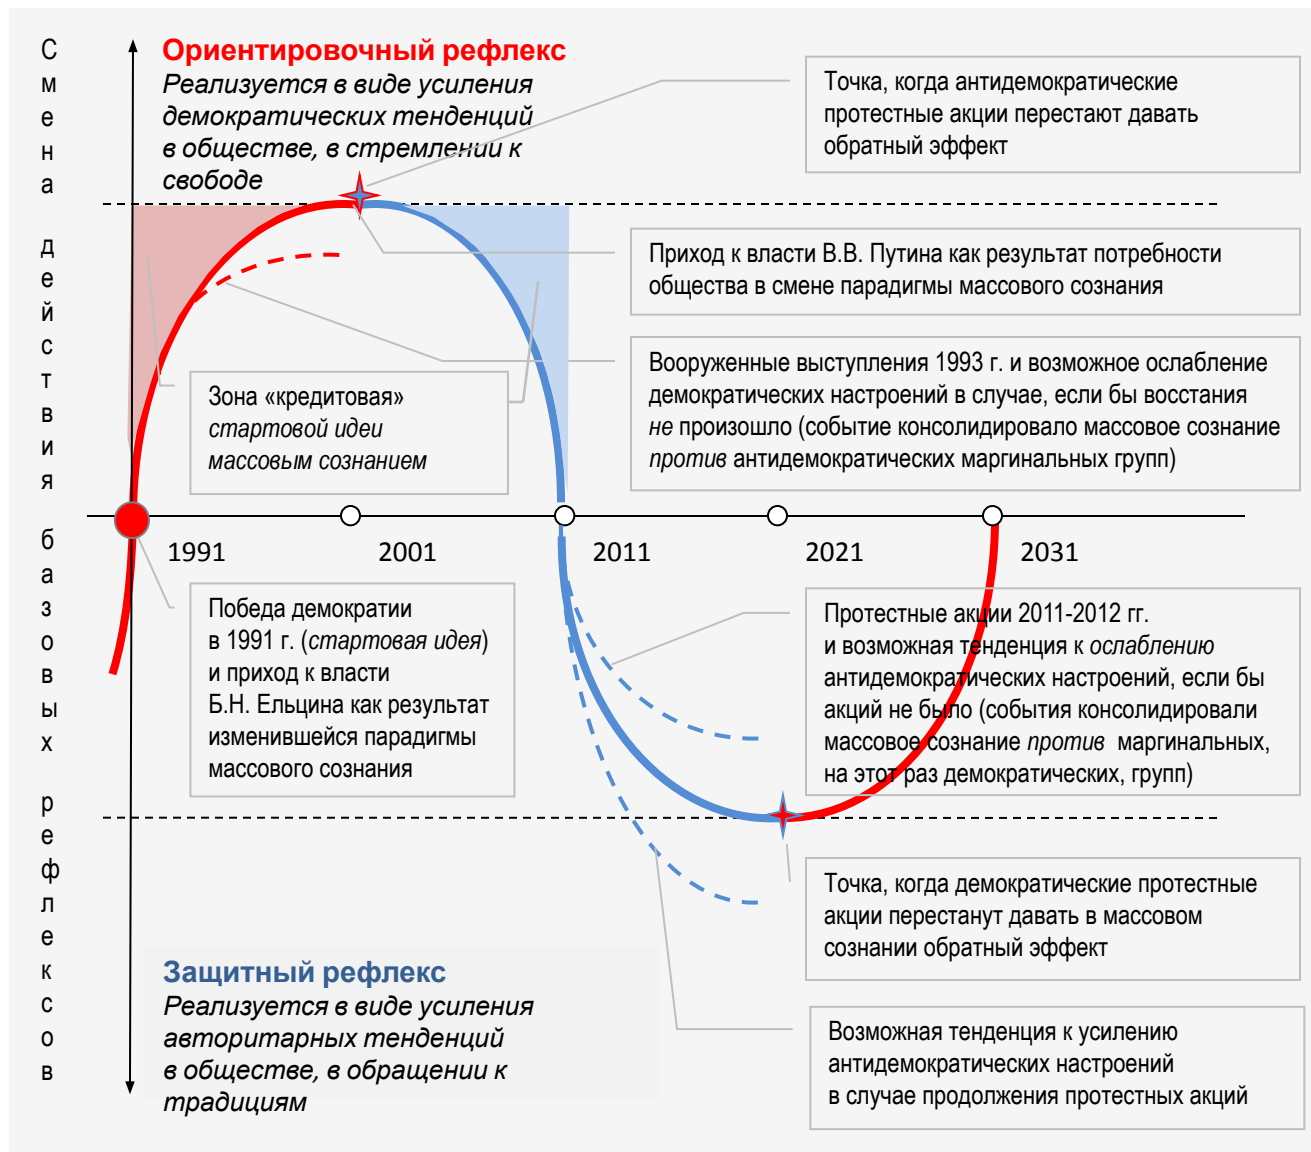 Смена действия базовых рефлексов
Ориентировочный рефлекс
Реализуется в виде усиления
демократических тенденций
в обществе, в стремлении к
свободе
Точка, когда антидемократические
протестные акции перестают давать
обратный эффект
Приход к власти В.В. Путина как результат потребности
общества в смене парадигмы массового сознания
Вооруженные выступления 1993 г. и возможное ослабление
демократических настроений в случае, если бы восстания
не произошло (событие консолидировало массовое сознание
против антидемократических маргинальных групп)
Зона «кредитовая»
стартовой идеи
массовым сознанием
1991
2001
2011
2021
2031
Победа демократии
в 1991 г. (стартовая идея)
и приход к власти
Б.Н. Ельцина как результат
изменившейся парадигмы
массового сознания
Протестные акции 2011-2012 гг.
и возможная тенденция к ослаблению
антидемократических настроений, если бы
акций не было (события консолидировали
массовое сознание против маргинальных,
на этот раз демократических, групп)
Точка, когда демократические протестные
акции перестанут давать в массовом
сознании обратный эффект
Защитный рефлекс
Реализуется в виде усиления
авторитарных тенденций
в обществе, в обращении к
традициям
Возможная тенденция к усилению
антидемократических настроений
в случае продолжения протестных акций